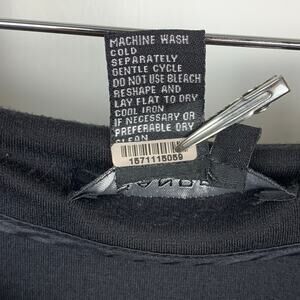 MACHINE WASH
COLD
SEPARATELY
GENTLE CYCLE
DO NOT USE BLEACH
RESHAPE AND
LAY FLAT TO DRY
COOL IRON
IF NECESSARY OR
PREFERABLE DRY
CLEAN
1571115059